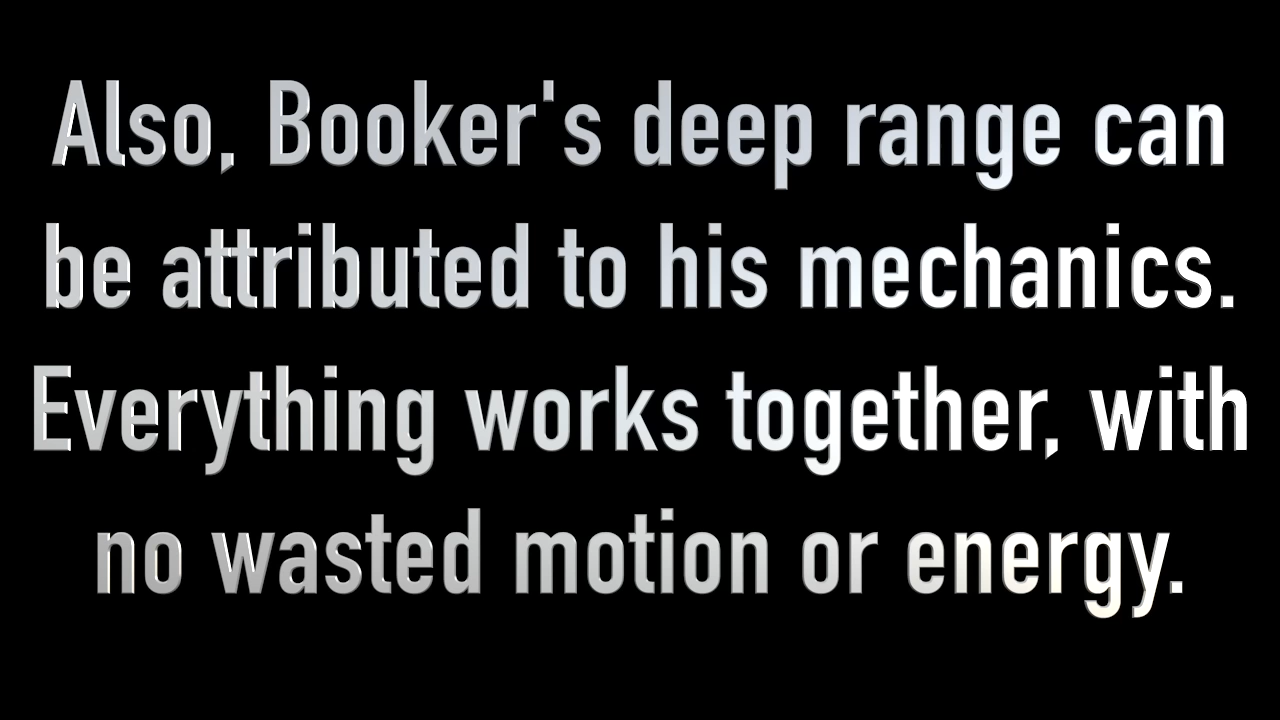 Also, Booker's deep range can
be attributed to his mechanics.
Everything works together, with
no wasted motion or energy.